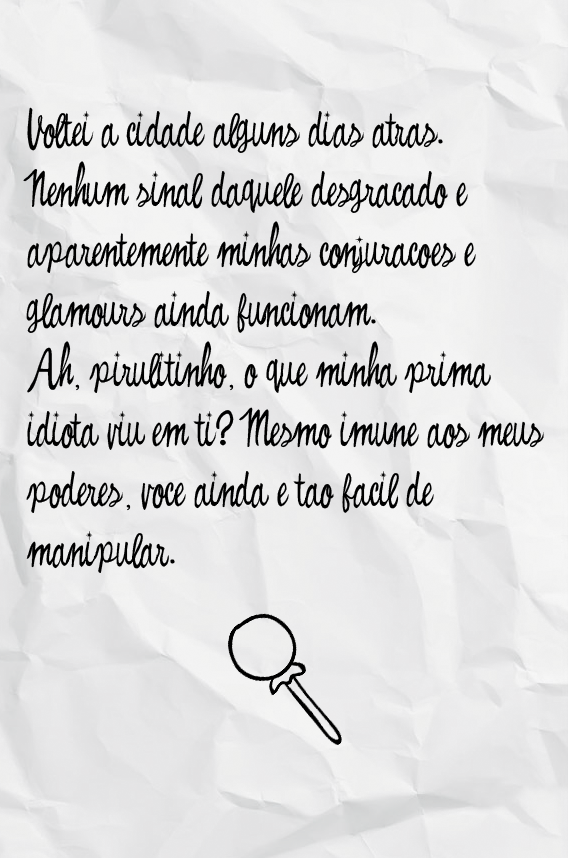 Voltei a cidade alguns dias atras.
Nenhum sinal daquele desgracado e
aparentemente minhas conjuracoes e
glamours ainda funcionam.
Ah, pirulitinho, o que minha prima
idiota viu em ti? Mesmo imune aos meus
poderes, voce ainda e tao facil de
manipular.